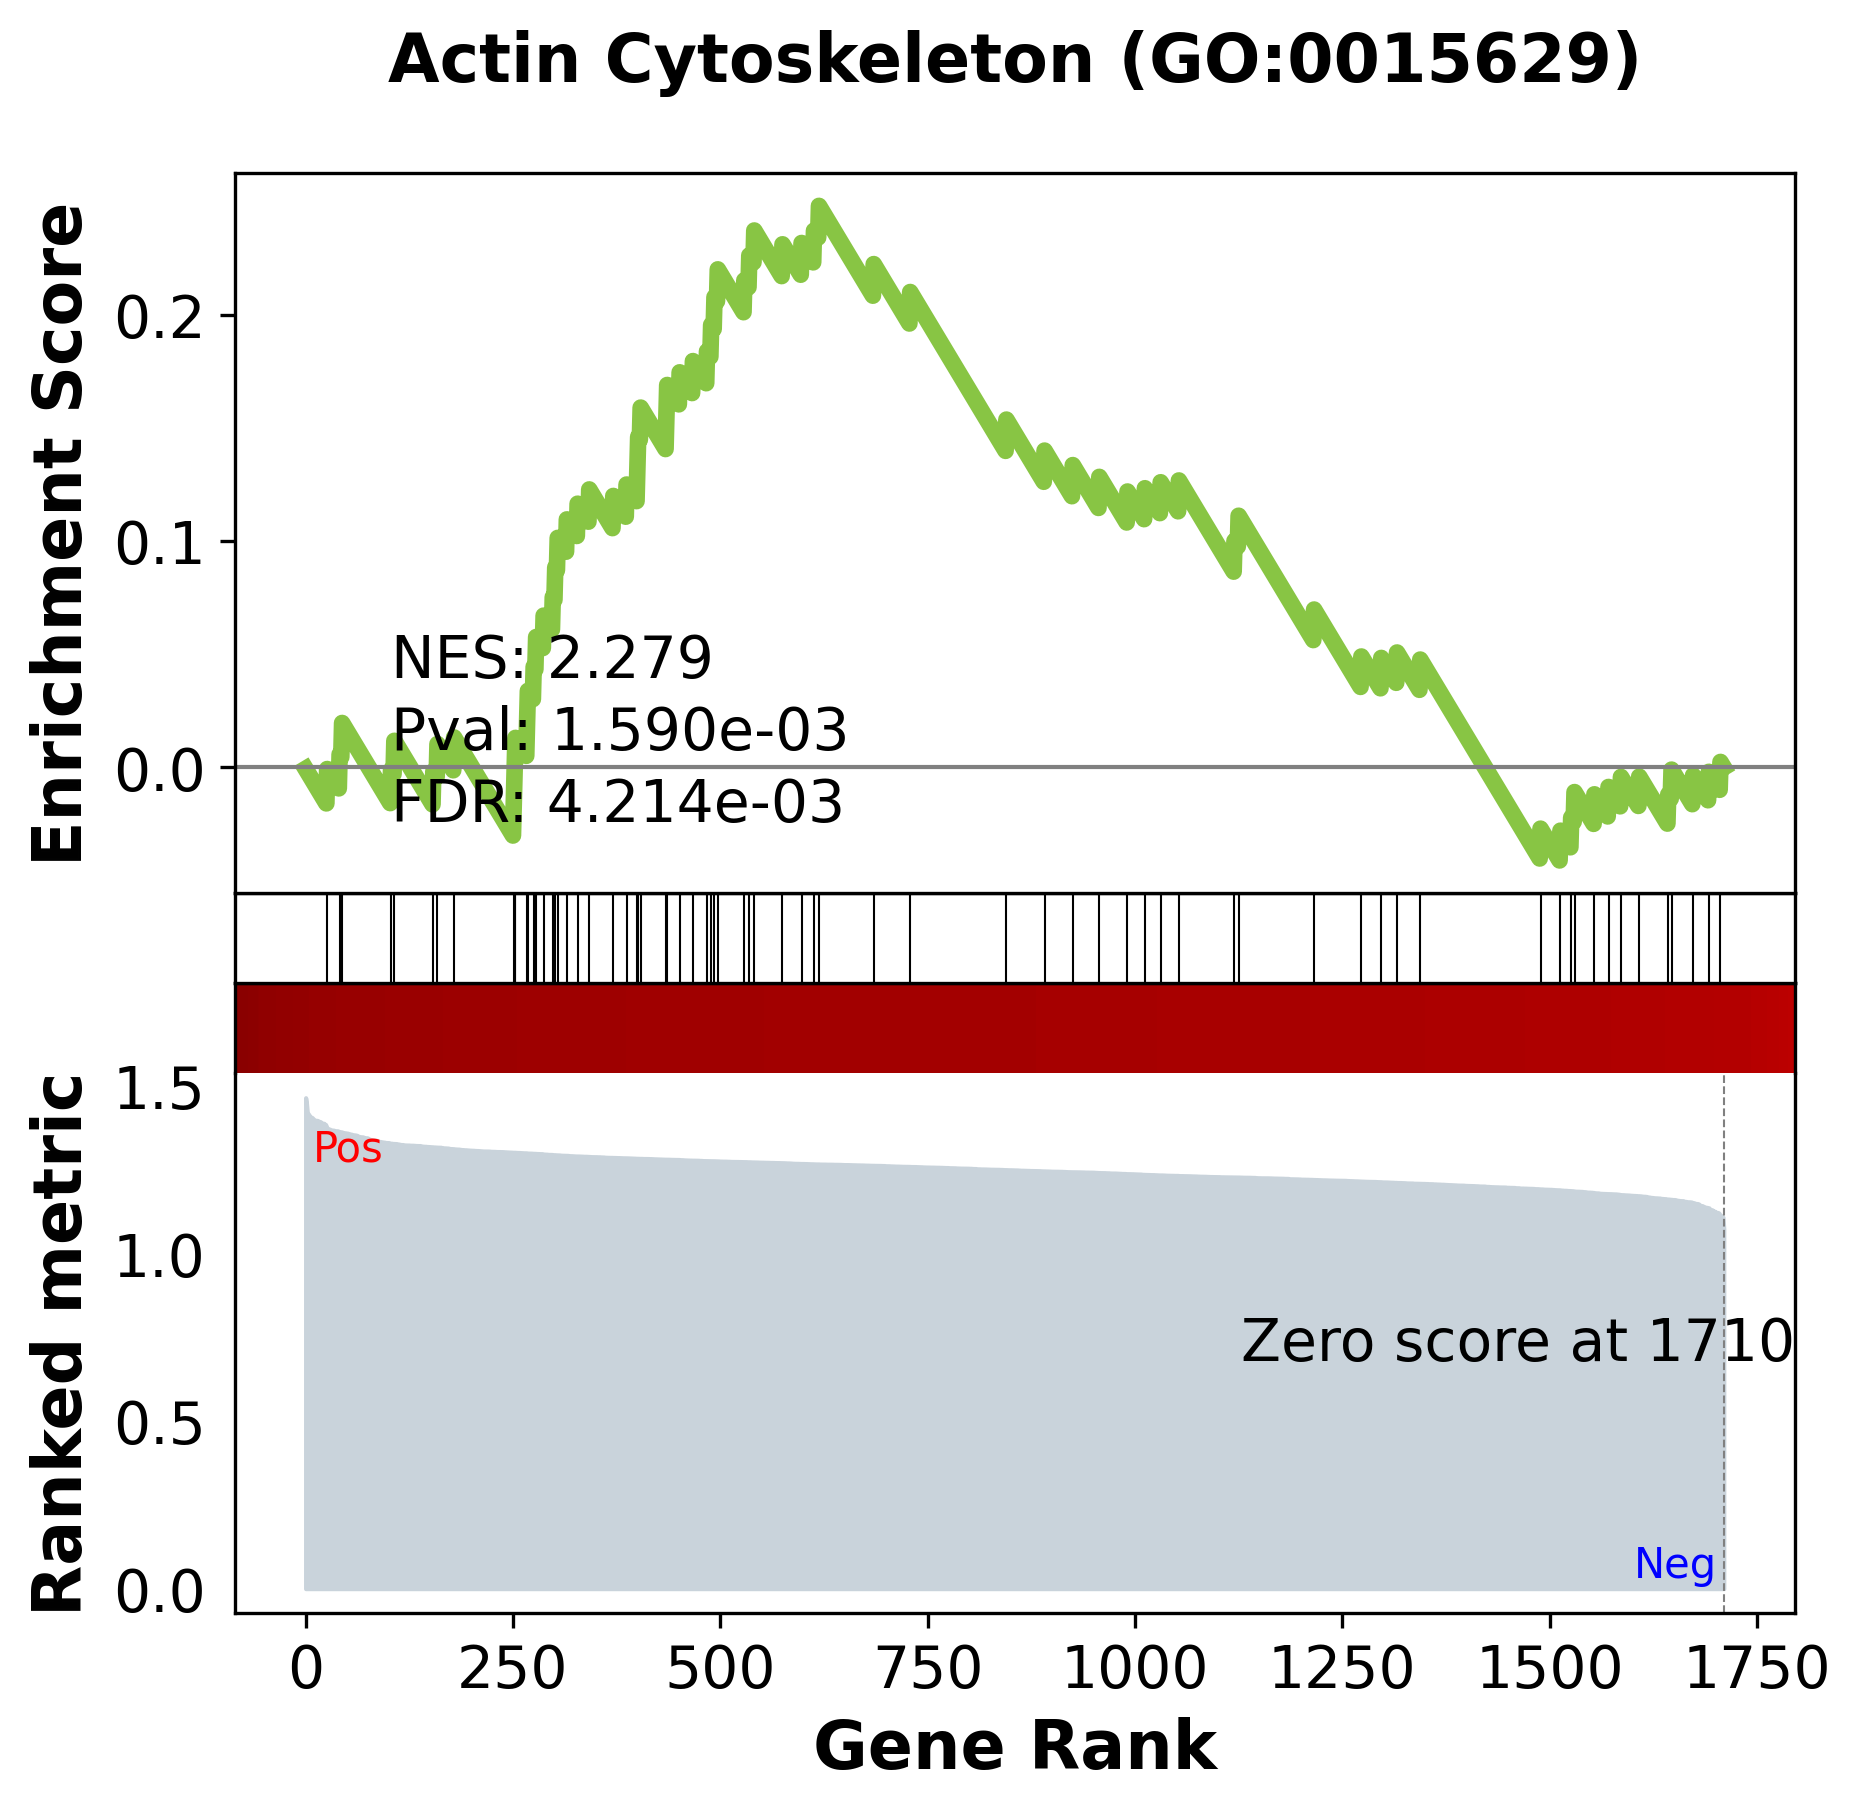 Actin Cytoskeleton (GO:0015629)
Enrichment Score
0.2
0.1
0.0
NES: 2.279
Pval: 1.590e-03
FDR: 4.214e-03
Ranked metric
1.5
1.0
0.5
0.0
Pos
Zero score at 1710
Neg
0 250 500 750 1000 1250 1500 1750
Gene Rank